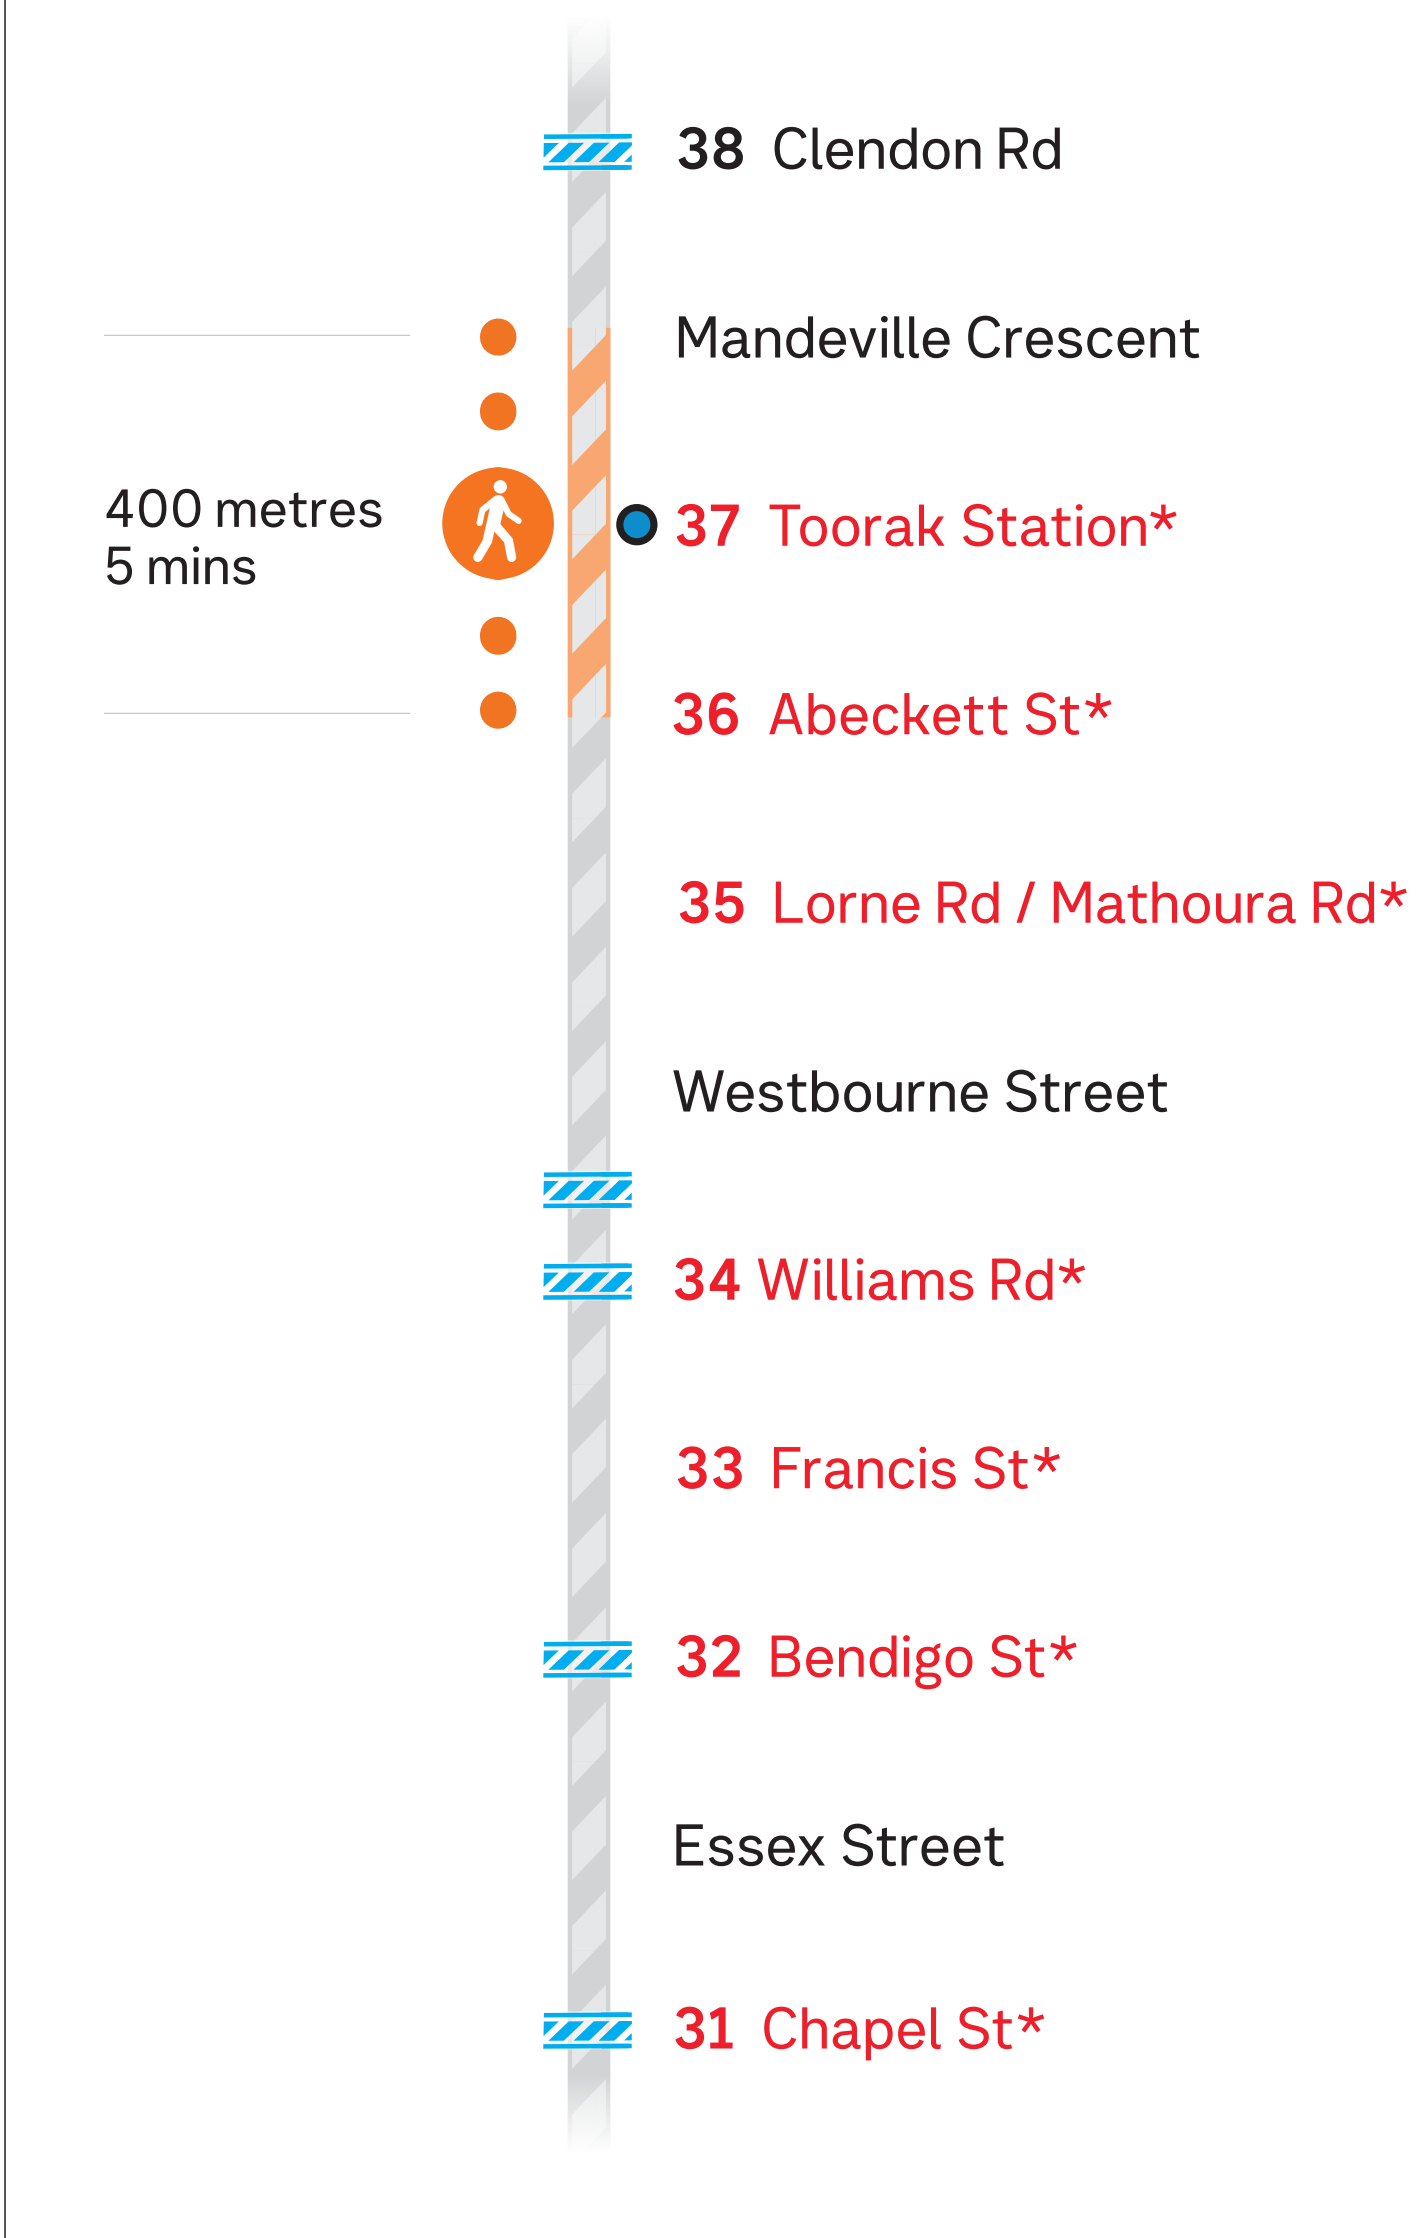 38 Clendon Rd
Mandeville Crescent
400 metres
5 mins
37 Toorak Station*
36 Abeckett St*
35 Lorne Rd / Mathoura Rd*
Westbourne Street
34 Williams Rd*
33 Francis St*
32 Bendigo St*
Essex Street
31 Chapel St*